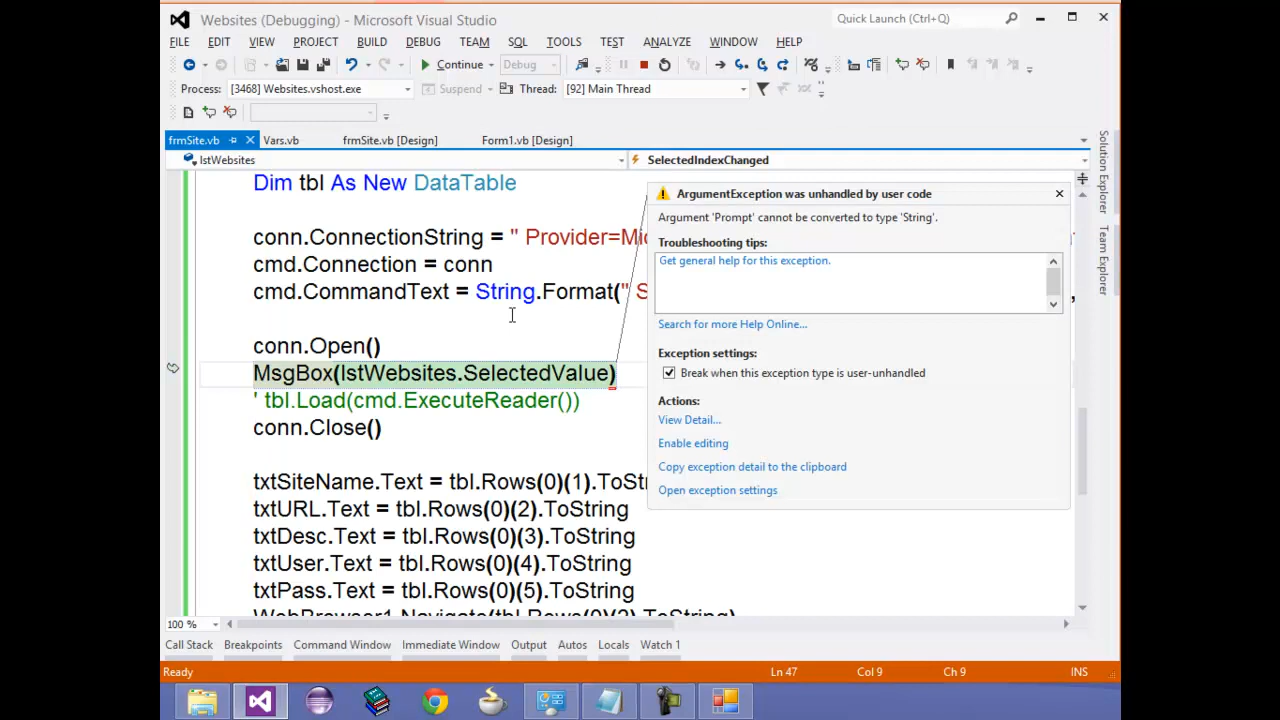 Websites (Debugging) - Microsoft Visual Studio
Quick Launch (Ctrl+Q)
FILE EDIT VIEW PROJECT BUILD DEBUG TEAM SQL TOOLS TEST ANALYZE WINDOW HELP
Continue Debug
Process: [3468] Websites.vshost.exe Suspend Thread: [92] Main Thread
frmSite.vb Vars.vb frmSite.vb [Design] Form1.vb [Design]
lstWebsites SelectedIndexChanged
Dim tbl As New DataTable
conn.ConnectionString = " Provider=Mi
cmd.Connection = conn
cmd.CommandText = String.Format(" S
conn.Open()
MsgBox(lstWebsites.SelectedValue)
' tbl.Load(cmd.ExecuteReader())
conn.Close()
txtSiteName.Text = tbl.Rows(0)(1).ToSt
txtURL.Text = tbl.Rows(0)(2).ToString
txtDesc.Text = tbl.Rows(0)(3).ToString
txtUser.Text = tbl.Rows(0)(4).ToString
txtPass.Text = tbl.Rows(0)(5).ToString
WebBrowser1.Navigate(tbl.Rows(0)(2).ToString)
ArgumentException was unhandled by user code
Argument 'Prompt' cannot be converted to type 'String'.
Troubleshooting tips:
Get general help for this exception.
Search for more Help Online...
Exception settings:
Break when this exception type is user-unhandled
Actions:
View Detail...
Enable editing
Copy exception detail to the clipboard
Open exception settings
Solution Explorer
Team Explorer
100 %
Call Stack Breakpoints Command Window Immediate Window Output Autos Locals Watch 1
Ready Ln 47 Col 9 Ch 9 INS